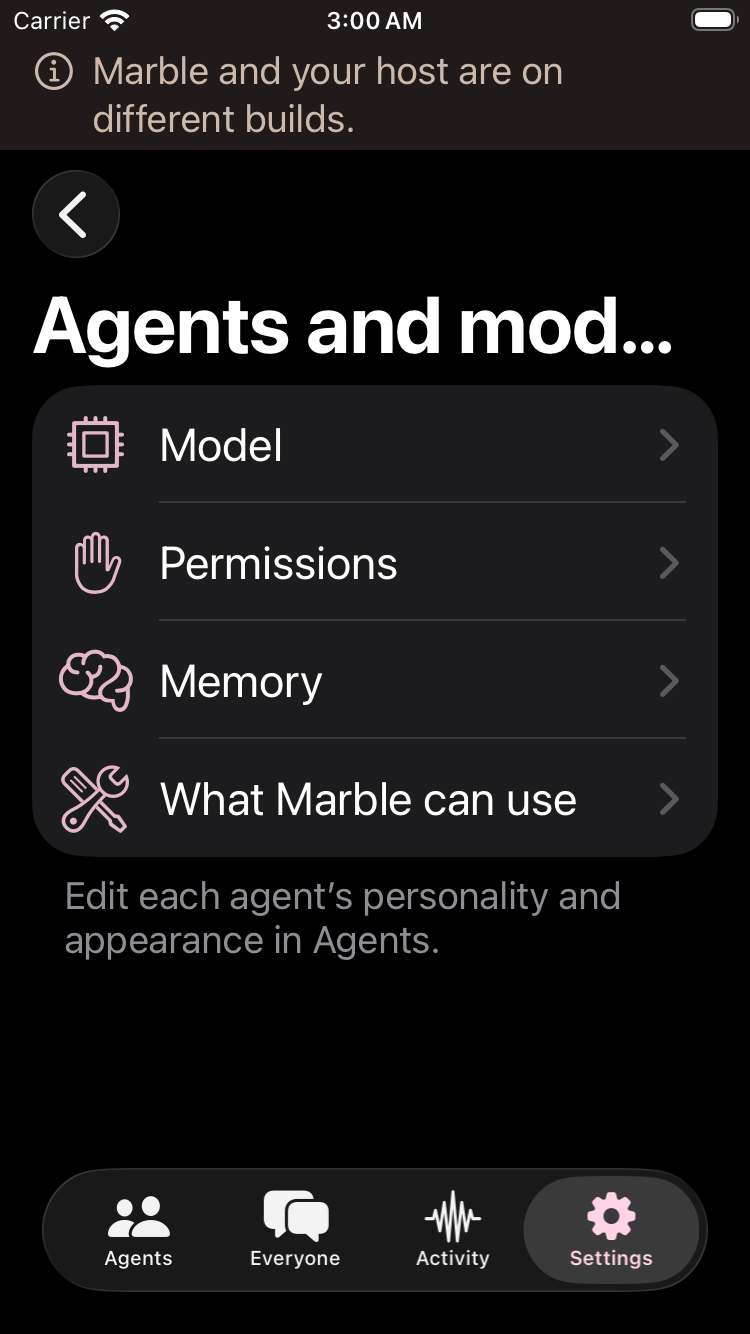 Carrier 3:00 AM
Marble and your host are on
different builds.
Agents and mod...
Model
Permissions
Memory
What Marble can use
Edit each agent’s personality and
appearance in Agents.
Agents Everyone Activity Settings